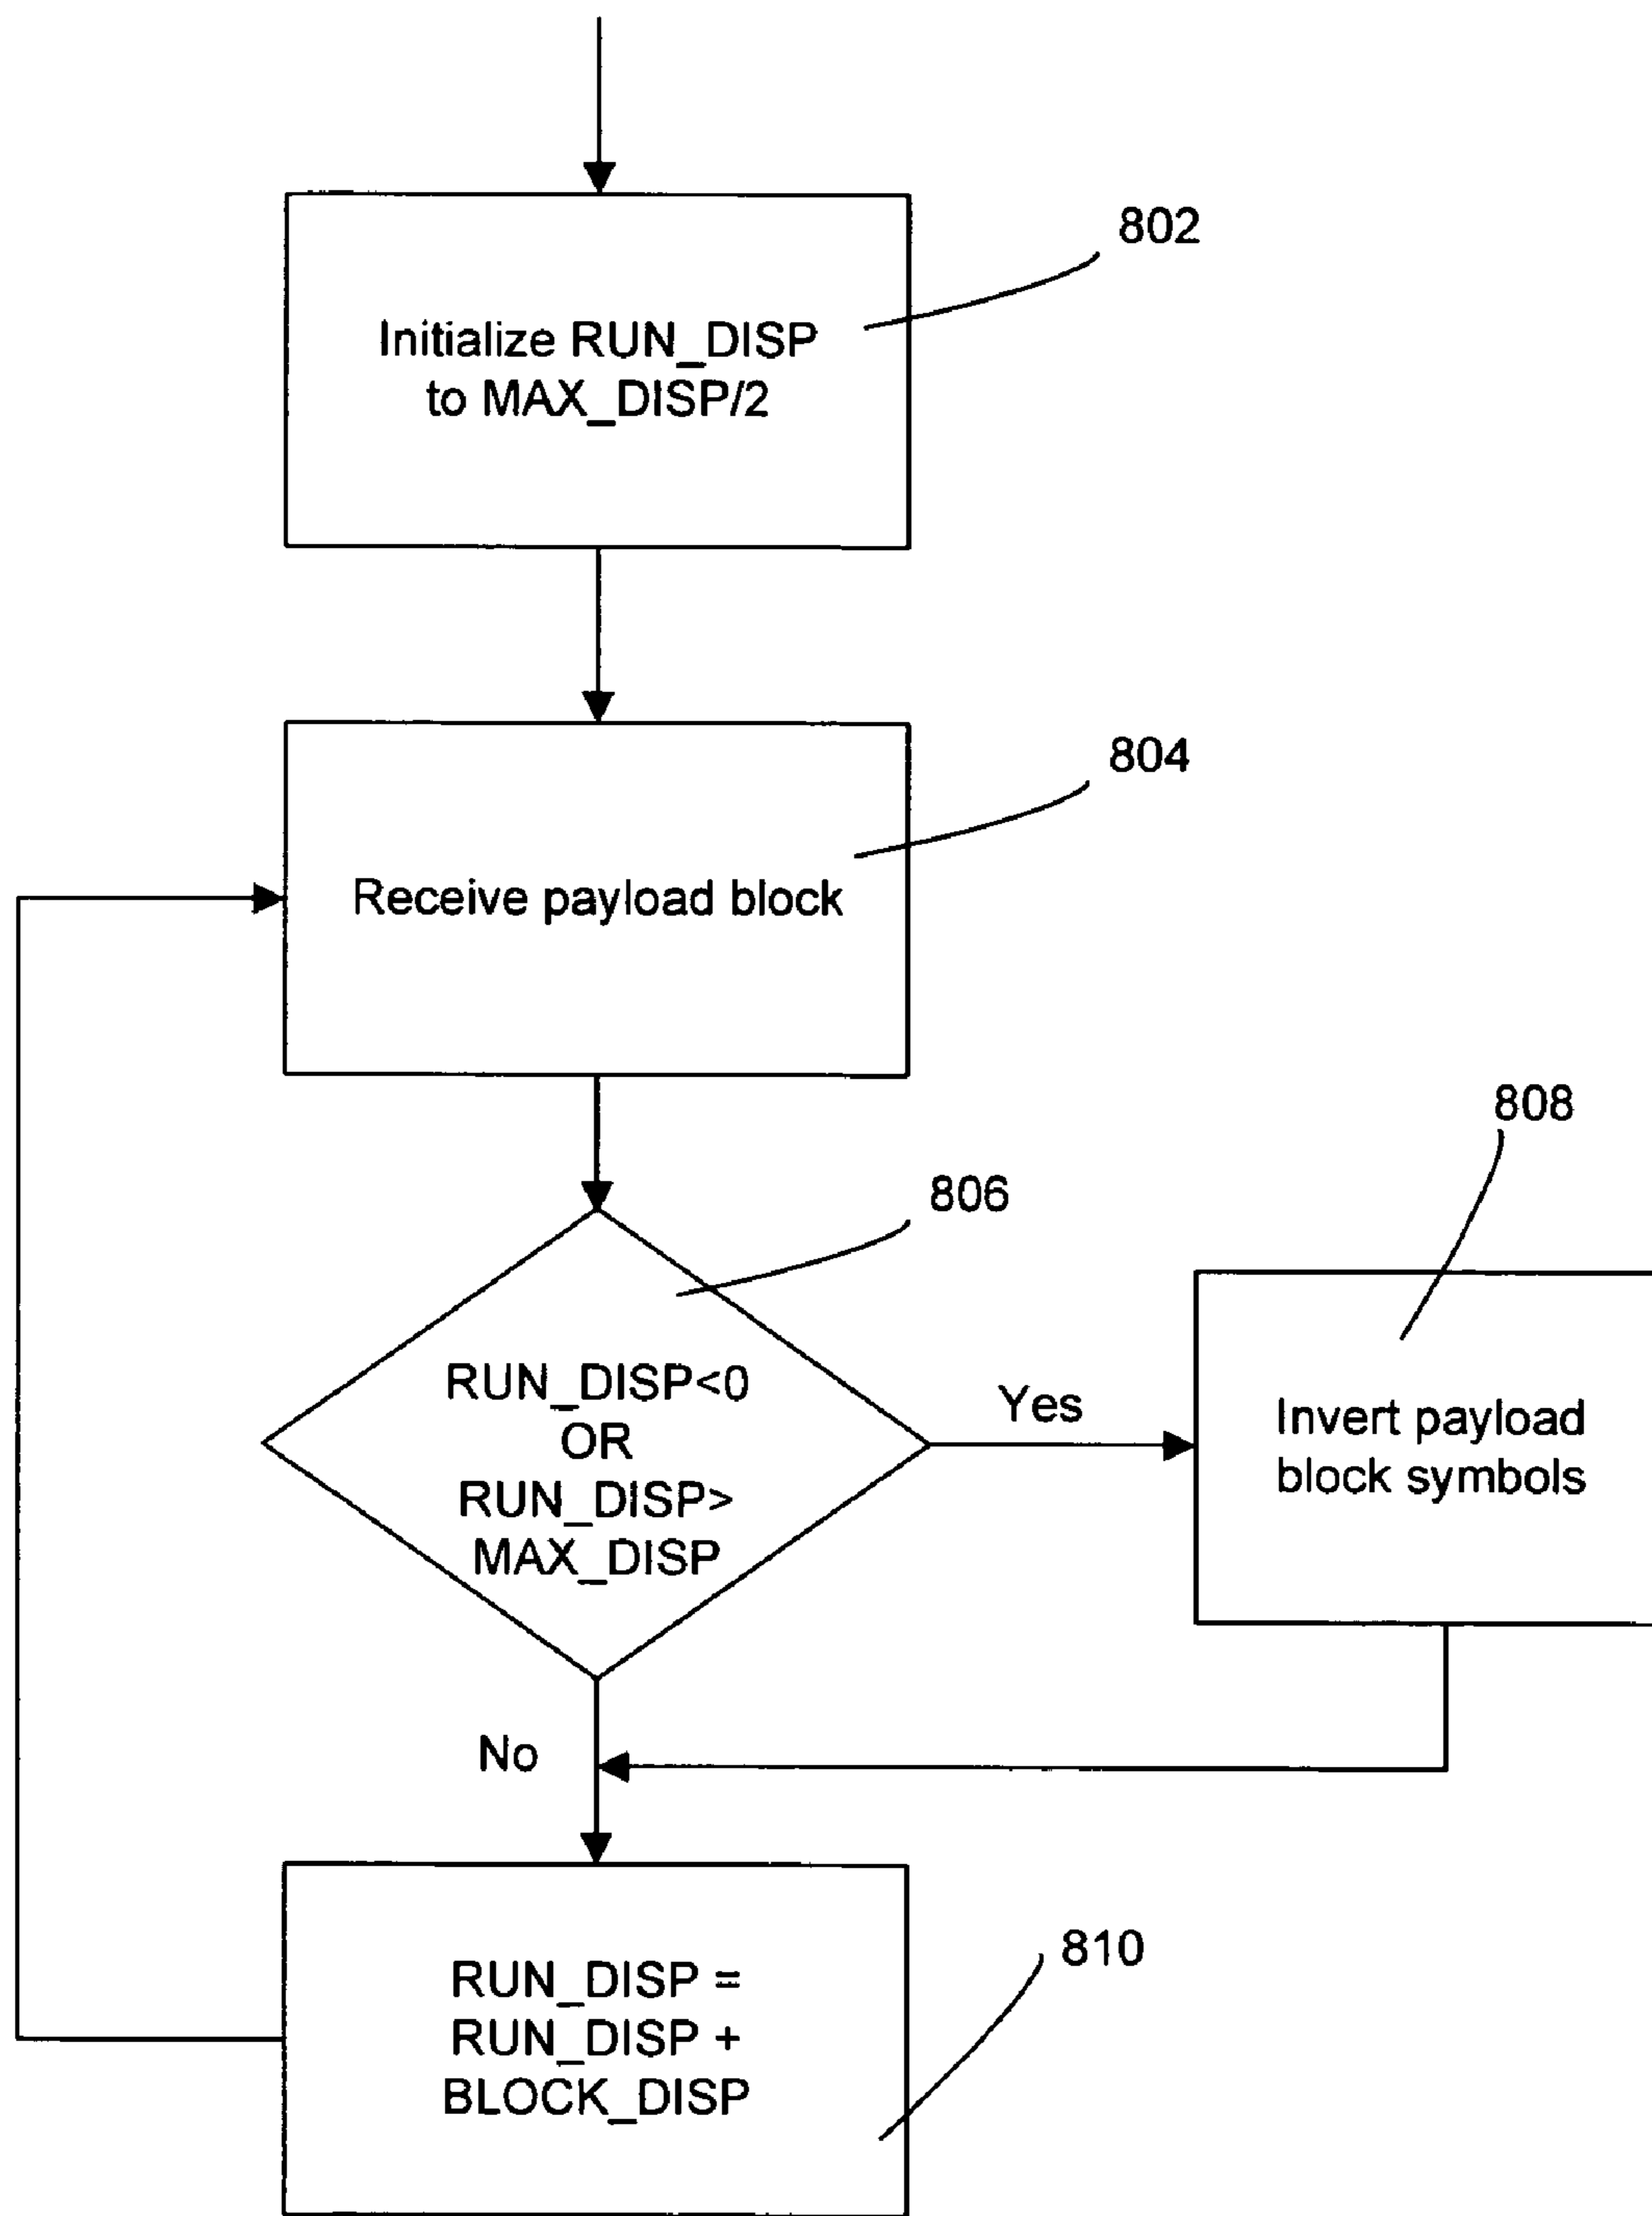 802
Initialize RUN_DISP
to MAX_DISP/2
804
Receive payload block
806
808
RUN_DISP<0
OR
RUN_DISP>
MAX_DISP
Yes
Invert payload
block symbols
No
810
RUN_DISP =
RUN_DISP +
BLOCK_DISP